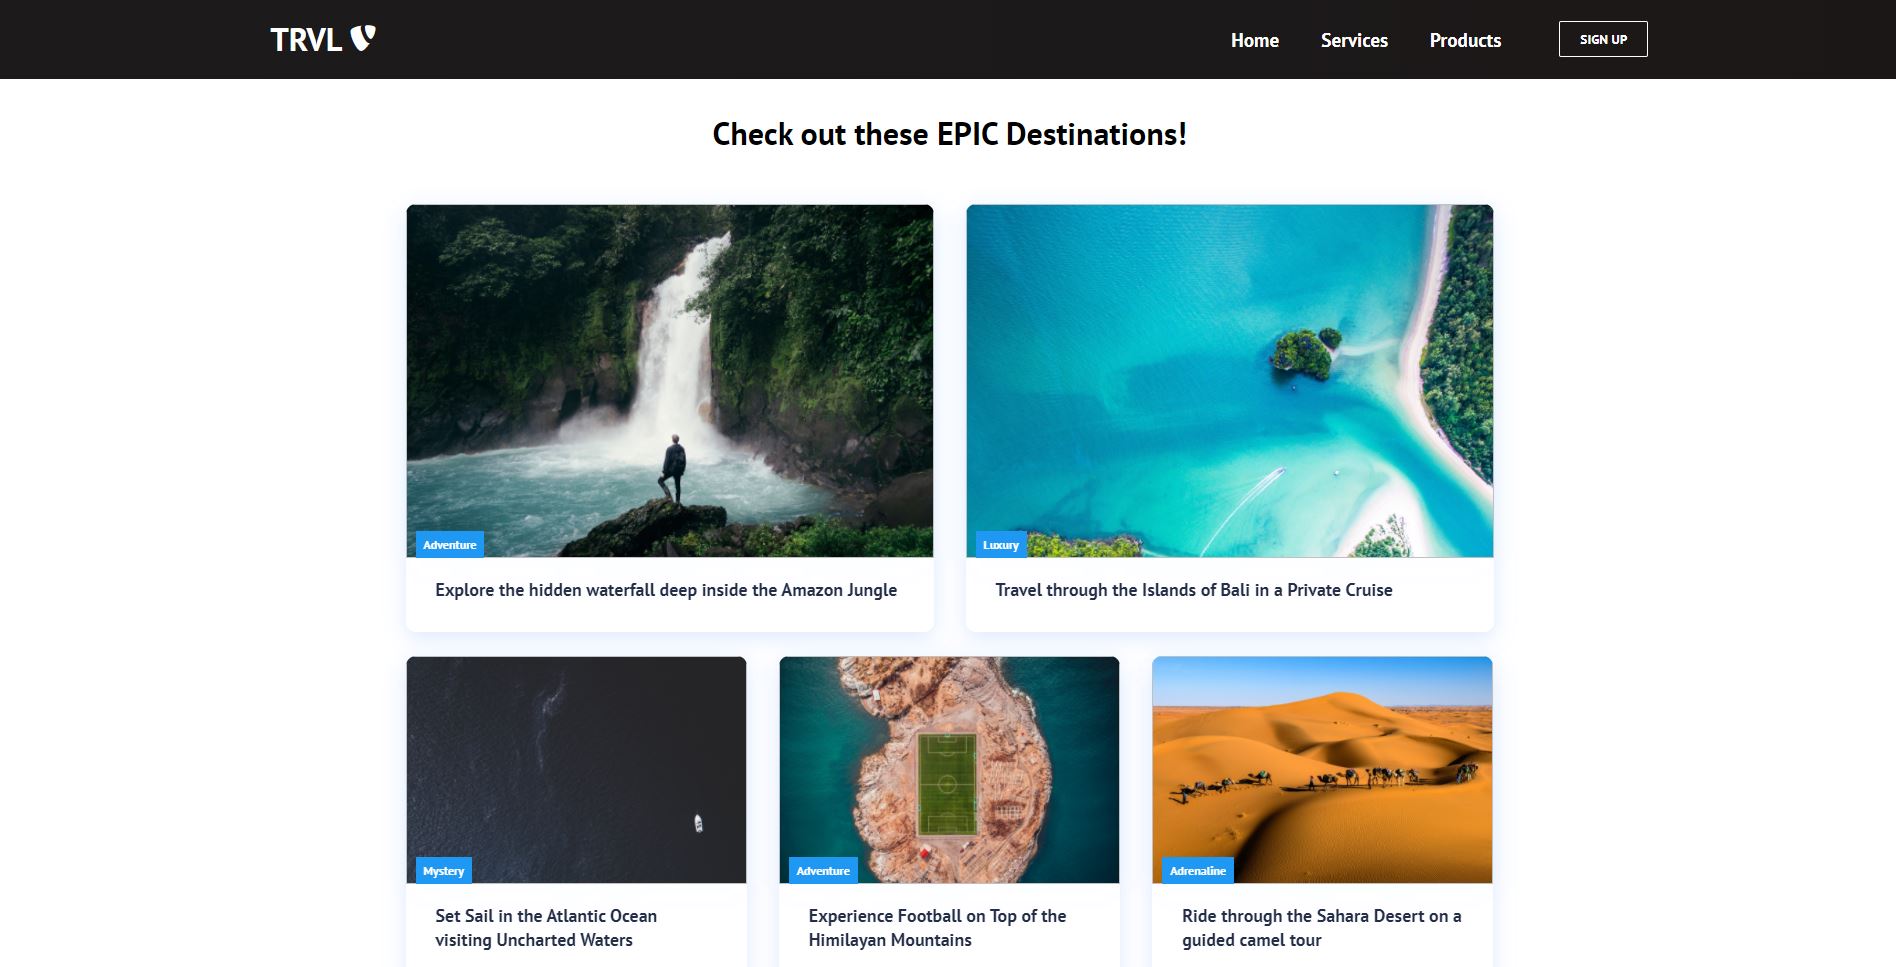 TRVL
Home
Services
Products
SIGN UP
Check out these EPIC Destinations!
Adventure
Explore the hidden waterfall deep inside the Amazon Jungle
Luxury
Travel through the Islands of Bali in a Private Cruise
Mystery
Set Sail in the Atlantic Ocean
visiting Uncharted Waters
Adventure
Experience Football on Top of the
Himilayan Mountains
Adrenaline
Ride through the Sahara Desert on a
guided camel tour